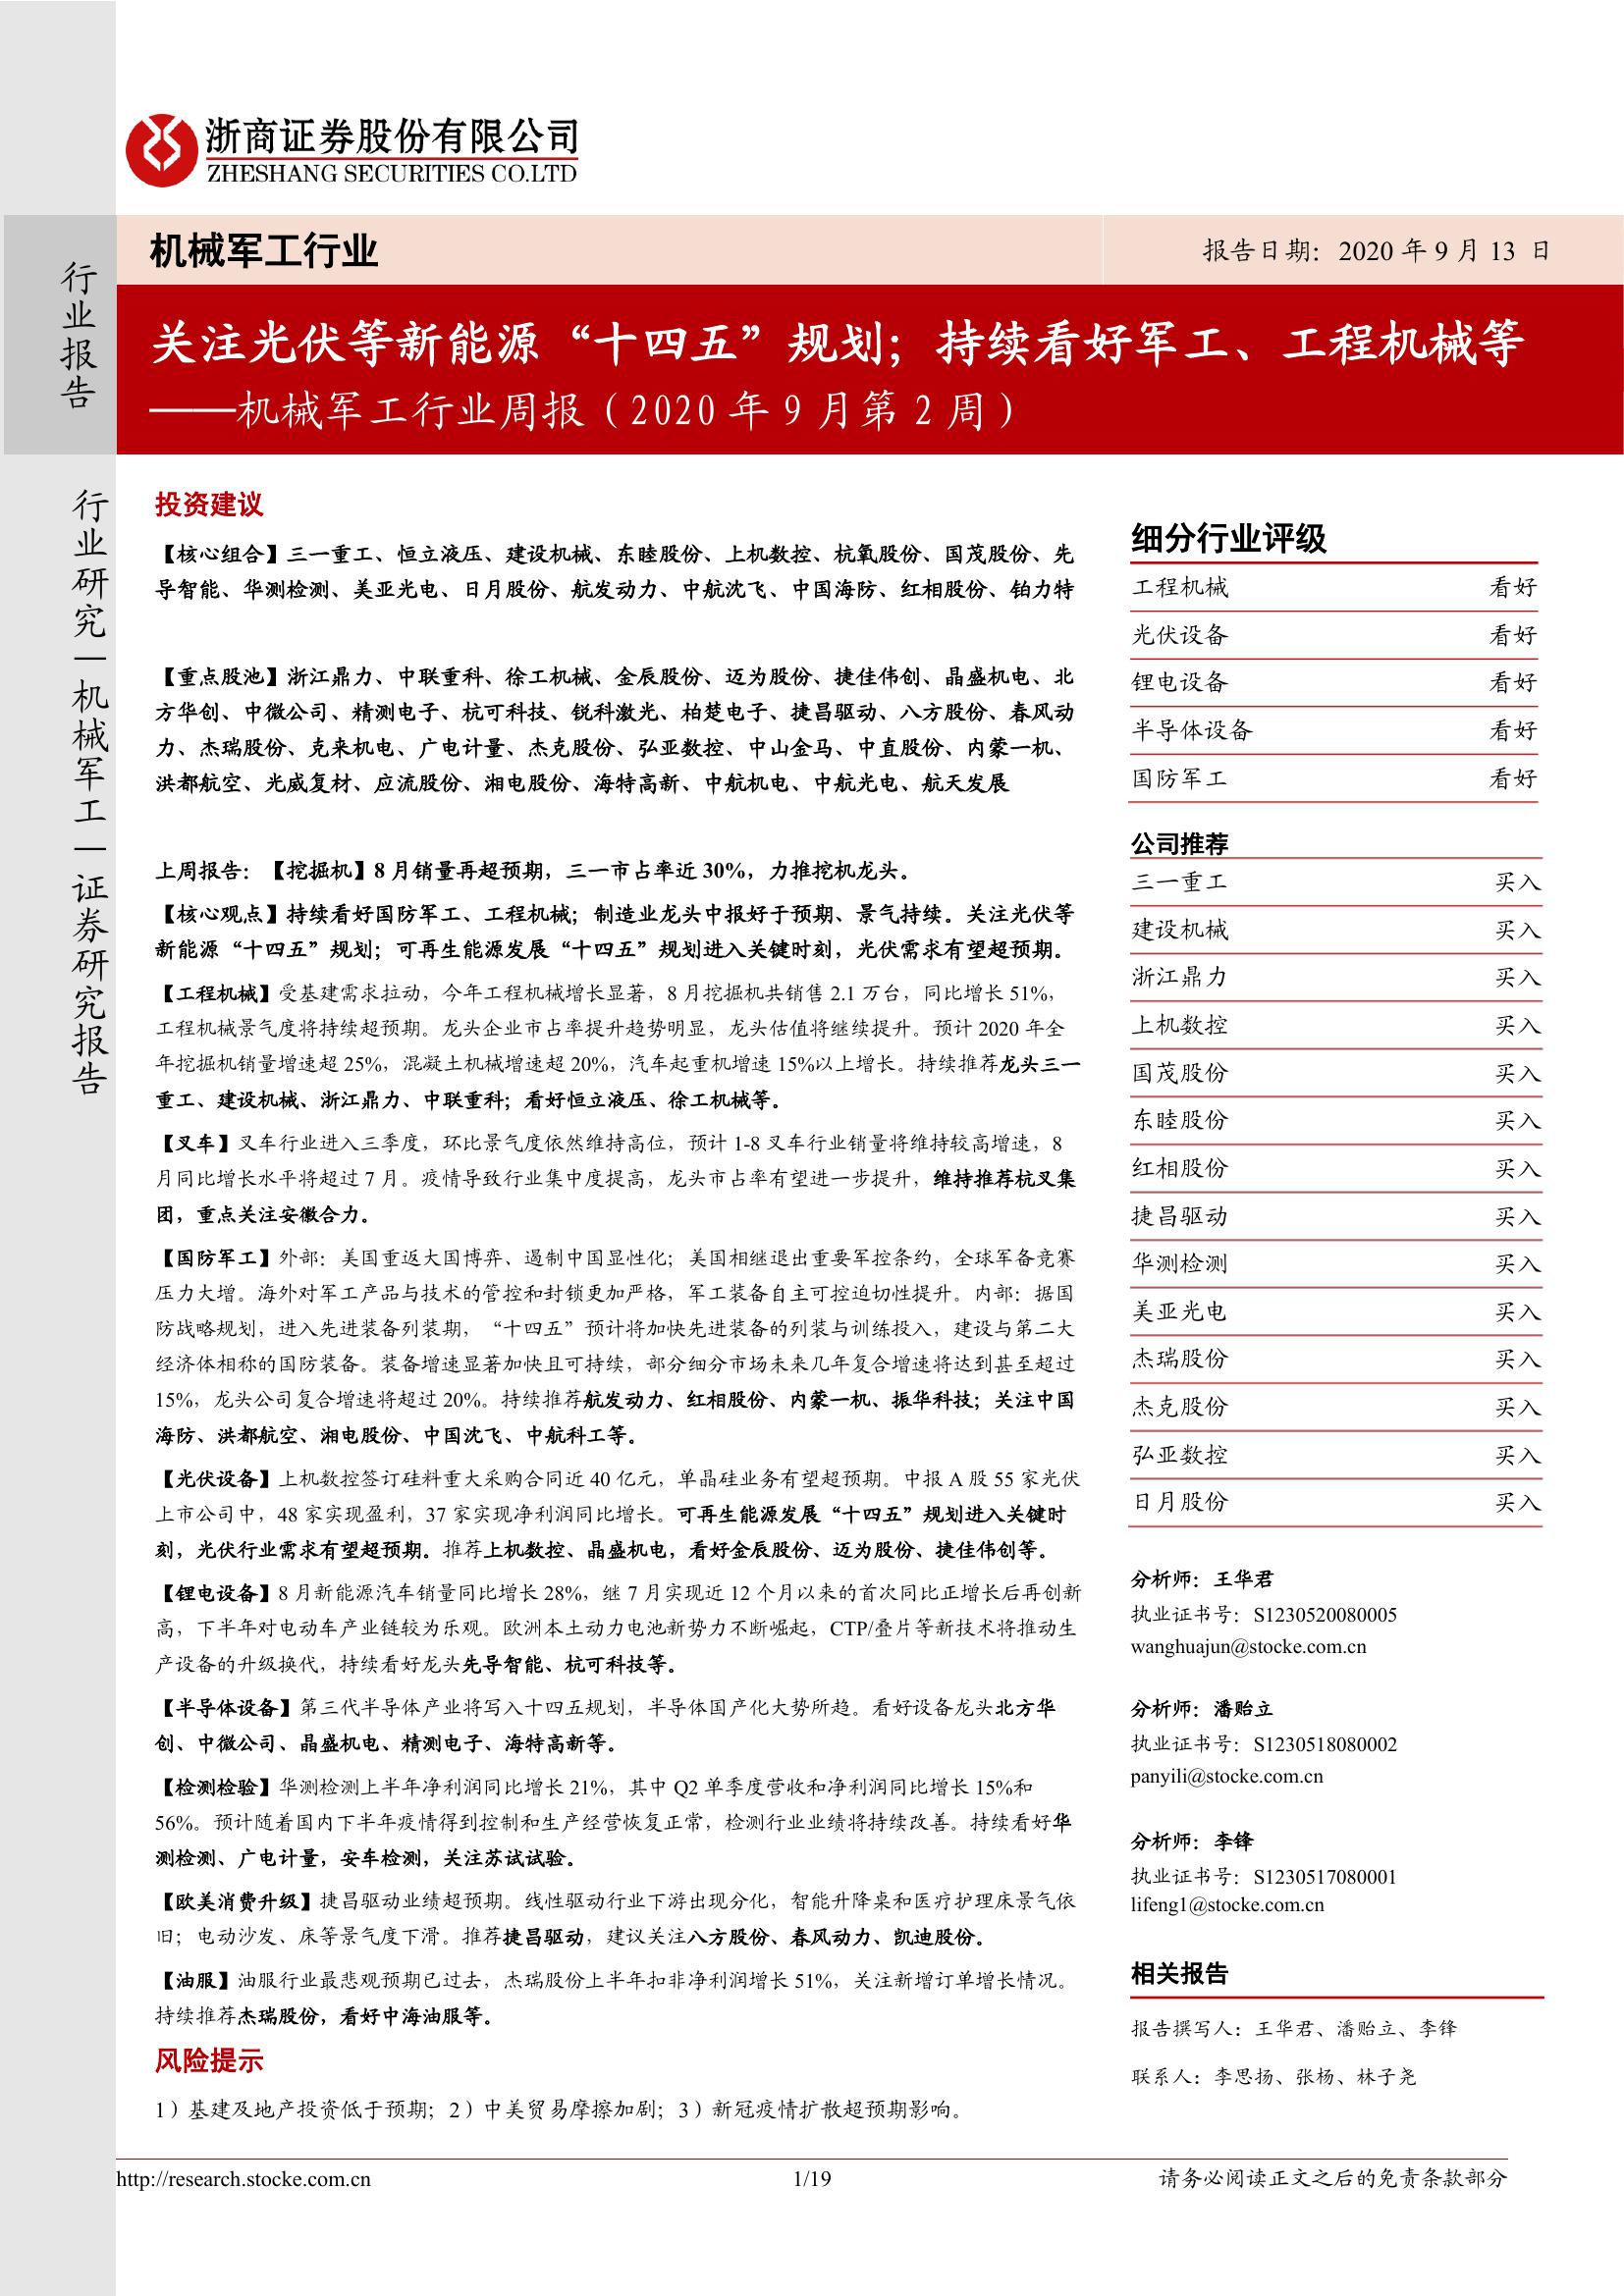 浙商证券股份有限公司
ZHESHANG SECURITIES CO.LTD
行业报告
机械军工行业
报告日期：2020 年 9 月 13 日
关注光伏等新能源“十四五”规划；持续看好军工、工程机械等
——机械军工行业周报（2020 年 9 月第 2 周）
行业研究—机械军工—证券研究报告
投资建议
【核心组合】三一重工、恒立液压、建设机械、东睦股份、上机数控、杭氧股份、国茂股份、先
导智能、华测检测、美亚光电、日月股份、航发动力、中航沈飞、中国海防、红相股份、铂力特
【重点股池】浙江鼎力、中联重科、徐工机械、金辰股份、迈为股份、捷佳伟创、晶盛机电、北
方华创、中微公司、精测电子、杭可科技、锐科激光、柏楚电子、捷昌驱动、八方股份、春风动
力、杰瑞股份、克来机电、广电计量、杰克股份、弘亚数控、中山金马、中直股份、内蒙一机、
洪都航空、光威复材、应流股份、湘电股份、海特高新、中航机电、中航光电、航天发展
上周报告：【挖掘机】8 月销量再超预期，三一市占率近 30%，力推挖机龙头。
【核心观点】持续看好国防军工、工程机械；制造业龙头中报好于预期、景气持续。关注光伏等
新能源“十四五”规划；可再生能源发展“十四五”规划进入关键时刻，光伏需求有望超预期。
【工程机械】受基建需求拉动，今年工程机械增长显著，8 月挖掘机共销售 2.1 万台，同比增长 51%，
工程机械景气度将持续超预期。龙头企业市占率提升趋势明显，龙头估值将继续提升。预计 2020 年全
年挖掘机销量增速超 25%，混凝土机械增速超 20%，汽车起重机增速 15%以上增长。持续推荐龙头三一
重工、建设机械、浙江鼎力、中联重科；看好恒立液压、徐工机械等。
【叉车】叉车行业进入三季度，环比景气度依然维持高位，预计 1-8 叉车行业销量将维持较高增速，8
月同比增长水平将超过 7 月。疫情导致行业集中度提高，龙头市占率有望进一步提升，维持推荐杭叉集
团，重点关注安徽合力。
【国防军工】外部：美国重返大国博弈、遏制中国显性化；美国相继退出重要军控条约，全球军备竞赛
压力大增。海外对军工产品与技术的管控和封锁更加严格，军工装备自主可控迫切性提升。内部：据国
防战略规划，进入先进装备列装期，“十四五”预计将加快先进装备的列装与训练投入，建设与第二大
经济体相称的国防装备。装备增速显著加快且可持续，部分细分市场未来几年复合增速将达到甚至超过
15%，龙头公司复合增速将超过 20%。持续推荐航发动力、红相股份、内蒙一机、振华科技；关注中国
海防、洪都航空、湘电股份、中国沈飞、中航科工等。
【光伏设备】上机数控签订硅料重大采购合同近 40 亿元，单晶硅业务有望超预期。中报 A 股 55 家光伏
上市公司中，48 家实现盈利，37 家实现净利润同比增长。可再生能源发展“十四五”规划进入关键时
刻，光伏行业需求有望超预期。推荐上机数控、晶盛机电，看好金辰股份、迈为股份、捷佳伟创等。
【锂电设备】8 月新能源汽车销量同比增长 28%，继 7 月实现近 12 个月以来的首次同比正增长后再创新
高，下半年对电动车产业链较为乐观。欧洲本土动力电池新势力不断崛起，CTP/叠片等新技术将推动生
产设备的升级换代，持续看好龙头先导智能、杭可科技等。
【半导体设备】第三代半导体产业将写入十四五规划，半导体国产化大势所趋。看好设备龙头北方华
创、中微公司、晶盛机电、精测电子、海特高新等。
【检测检验】华测检测上半年净利润同比增长 21%，其中 Q2 单季度营收和净利润同比增长 15%和
56%。预计随着国内下半年疫情得到控制和生产经营恢复正常，检测行业业绩将持续改善。持续看好华
测检测、广电计量，安车检测，关注苏试试验。
【欧美消费升级】捷昌驱动业绩超预期。线性驱动行业下游出现分化，智能升降桌和医疗护理床景气依
旧；电动沙发、床等景气度下滑。推荐捷昌驱动，建议关注八方股份、春风动力、凯迪股份。
【油服】油服行业最悲观预期已过去，杰瑞股份上半年扣非净利润增长 51%，关注新增订单增长情况。
持续推荐杰瑞股份，看好中海油服等。
风险提示
1）基建及地产投资低于预期；2）中美贸易摩擦加剧；3）新冠疫情扩散超预期影响。
细分行业评级
工程机械 看好
光伏设备 看好
锂电设备 看好
半导体设备 看好
国防军工 看好
公司推荐
三一重工 买入
建设机械 买入
浙江鼎力 买入
上机数控 买入
国茂股份 买入
东睦股份 买入
红相股份 买入
捷昌驱动 买入
华测检测 买入
美亚光电 买入
杰瑞股份 买入
杰克股份 买入
弘亚数控 买入
日月股份 买入
分析师：王华君
执业证书号：S1230520080005
wanghuajun@stocke.com.cn
分析师：潘贻立
执业证书号：S1230518080002
panyili@stocke.com.cn
分析师：李锋
执业证书号：S1230517080001
lifeng1@stocke.com.cn
相关报告
报告撰写人：王华君、潘贻立、李锋
联系人：李思扬、张杨、林子尧
http://research.stocke.com.cn
1/19
请务必阅读正文之后的免责条款部分